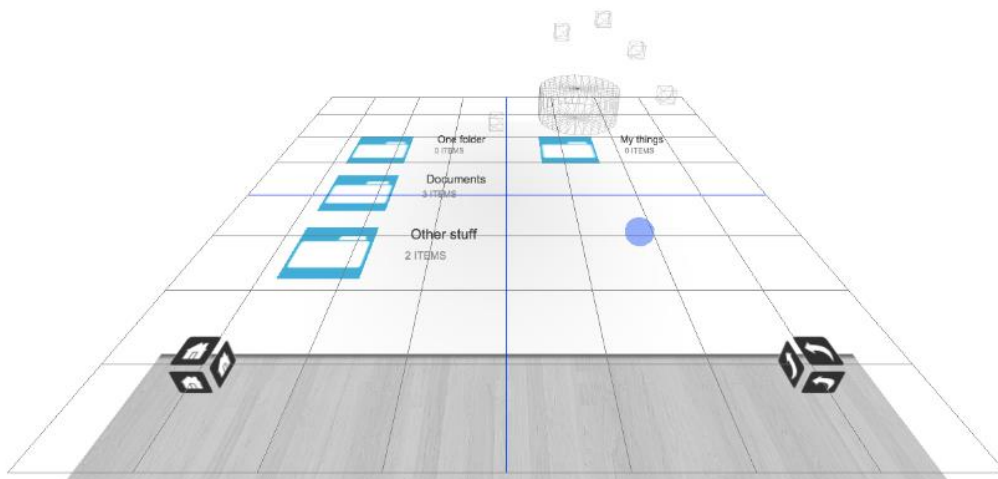 One folder
0 ITEMS
My things
0 ITEMS
Documents
3 ITEMS
Other stuff
2 ITEMS